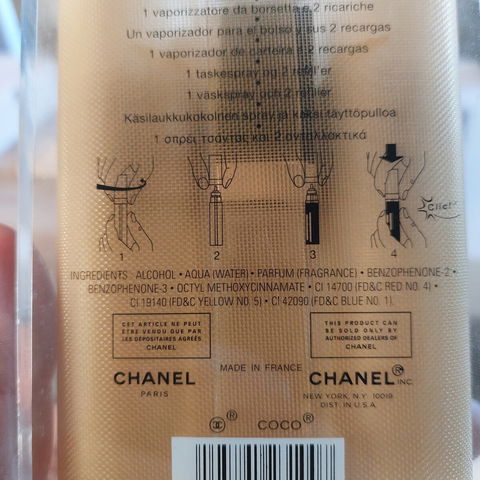 1 vaporizzatore da borsetta e 2 ricariche
Un vaporizador para el bolso y sus 2 recargas
1 vaporizador de carteira e 2 recargas
1 taskespray og 2 refill'er
1 väskspray och 2 refiller
Käsilaukkukokoinen spray ja kaksi täyttöpulloa
1 σπρέι τσάντας και 2 ανταλλακτικά
Click!
1 2 3 4
INGREDIENTS : ALCOHOL • AQUA (WATER) • PARFUM (FRAGRANCE) • BENZOPHENONE-2 •
BENZOPHENONE-3 • OCTYL METHOXYCINNAMATE • CI 14700 (FD&C RED NO. 4) •
CI 19140 (FD&C YELLOW NO. 5) • CI 42090 (FD&C BLUE NO. 1).
CET ARTICLE NE PEUT
ÊTRE VENDU QUE PAR
LES DÉPOSITAIRES AGRÉÉS
CHANEL
THIS PRODUCT CAN
BE SOLD ONLY BY
AUTHORIZED DEALERS OF
CHANEL
MADE IN FRANCE
CHANEL
PARIS
CHANEL® INC.
NEW YORK, N.Y. 10019
DIST. IN U.S.A.
® COCO®